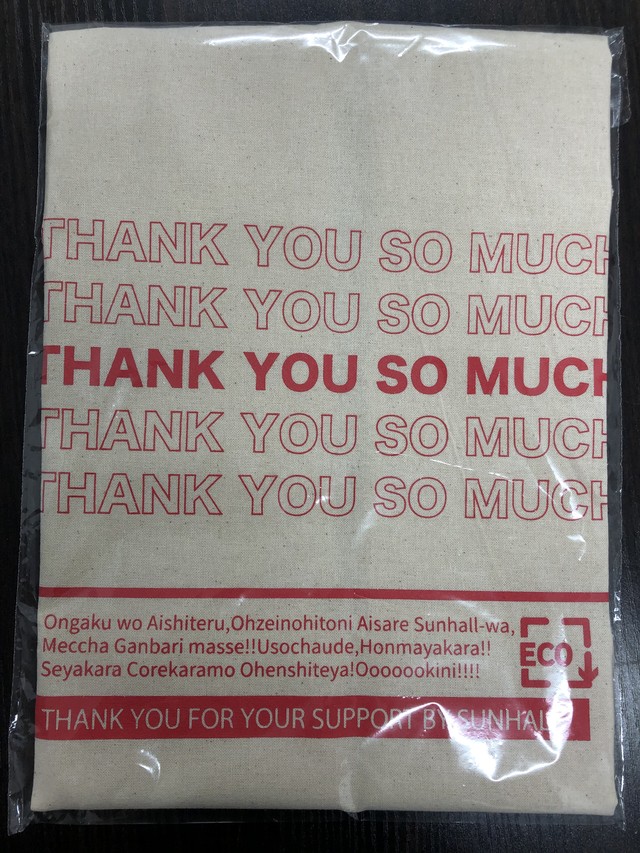 THANK YOU SO MUCH
THANK YOU SO MUCH
THANK YOU SO MUCH
THANK YOU SO MUCH
THANK YOU SO MUCH
Ongaku wo Aishiteru,Ohzeinohitoni Aisare Sunhall-wa,
Meccha Ganbari masse!!Usochaude,Honmayakara!!
Seyakara Corekaramo Ohenshiteya!Ooooookini!!!!
ECO
THANK YOU FOR YOUR SUPPORT BY SUNHALL